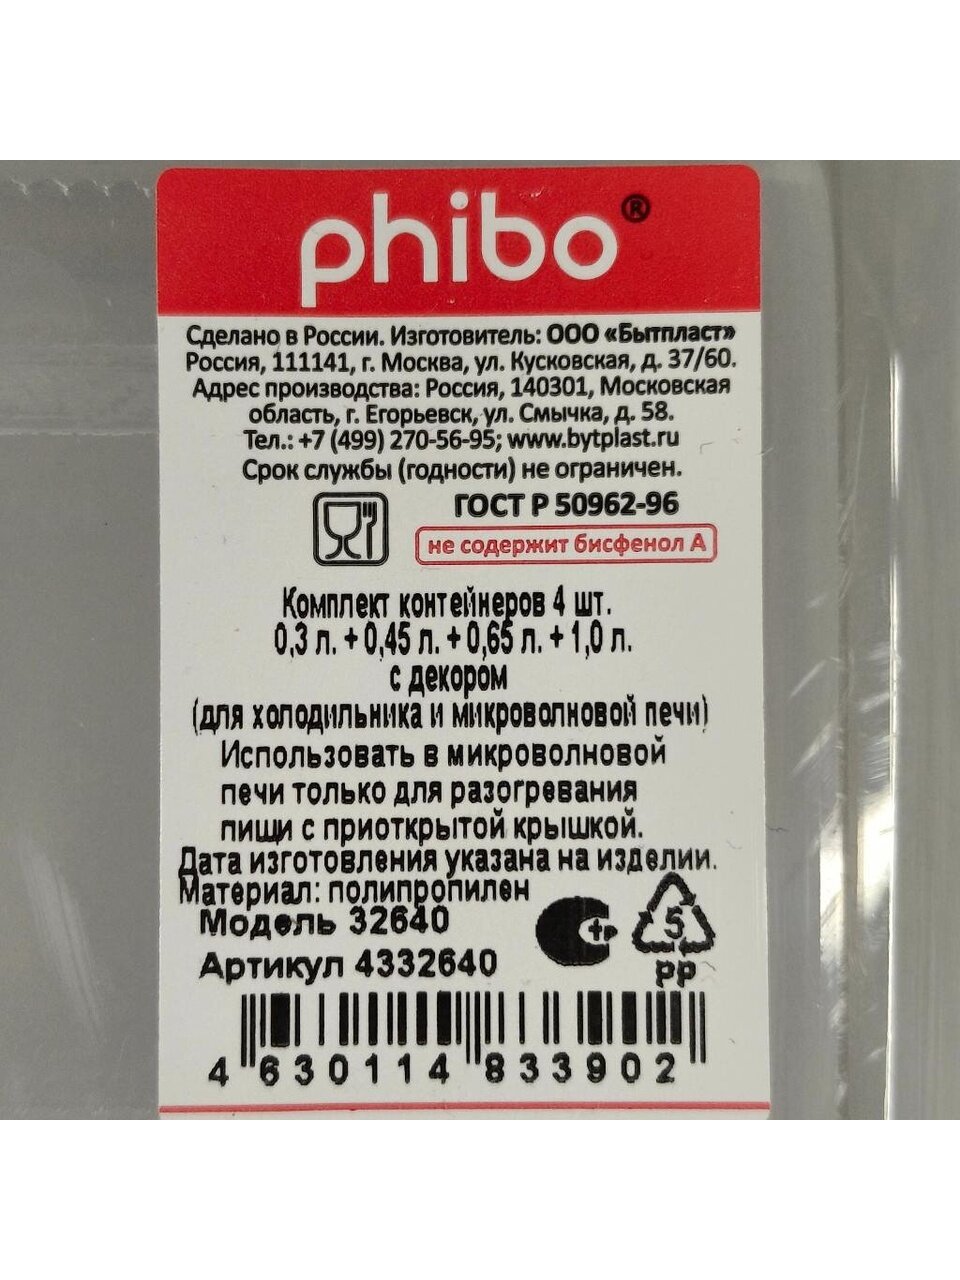 phibo®
Сделано в России. Изготовитель: ООО «Бытпласт»
Россия, 111141, г. Москва, ул. Кусковская, д. 37/60.
Адрес производства: Россия, 140301, Московская
область, г. Егорьевск, ул. Смычка, д. 58.
Тел.: +7 (499) 270-56-95; www.bytplast.ru
Срок службы (годности) не ограничен.
ГОСТ Р 50962-96
не содержит бисфенол А
Комплект контейнеров 4 шт.
0,3 л. + 0,45 л. + 0,65 л. + 1,0 л.
с декором
(для холодильника и микроволновой печи)
Использовать в микроволновой
печи только для разогревания
пищи с приоткрытой крышкой.
Дата изготовления указана на изделии.
Материал: полипропилен
Модель 32640
Артикул 4332640
5
PP
4 630114 833902